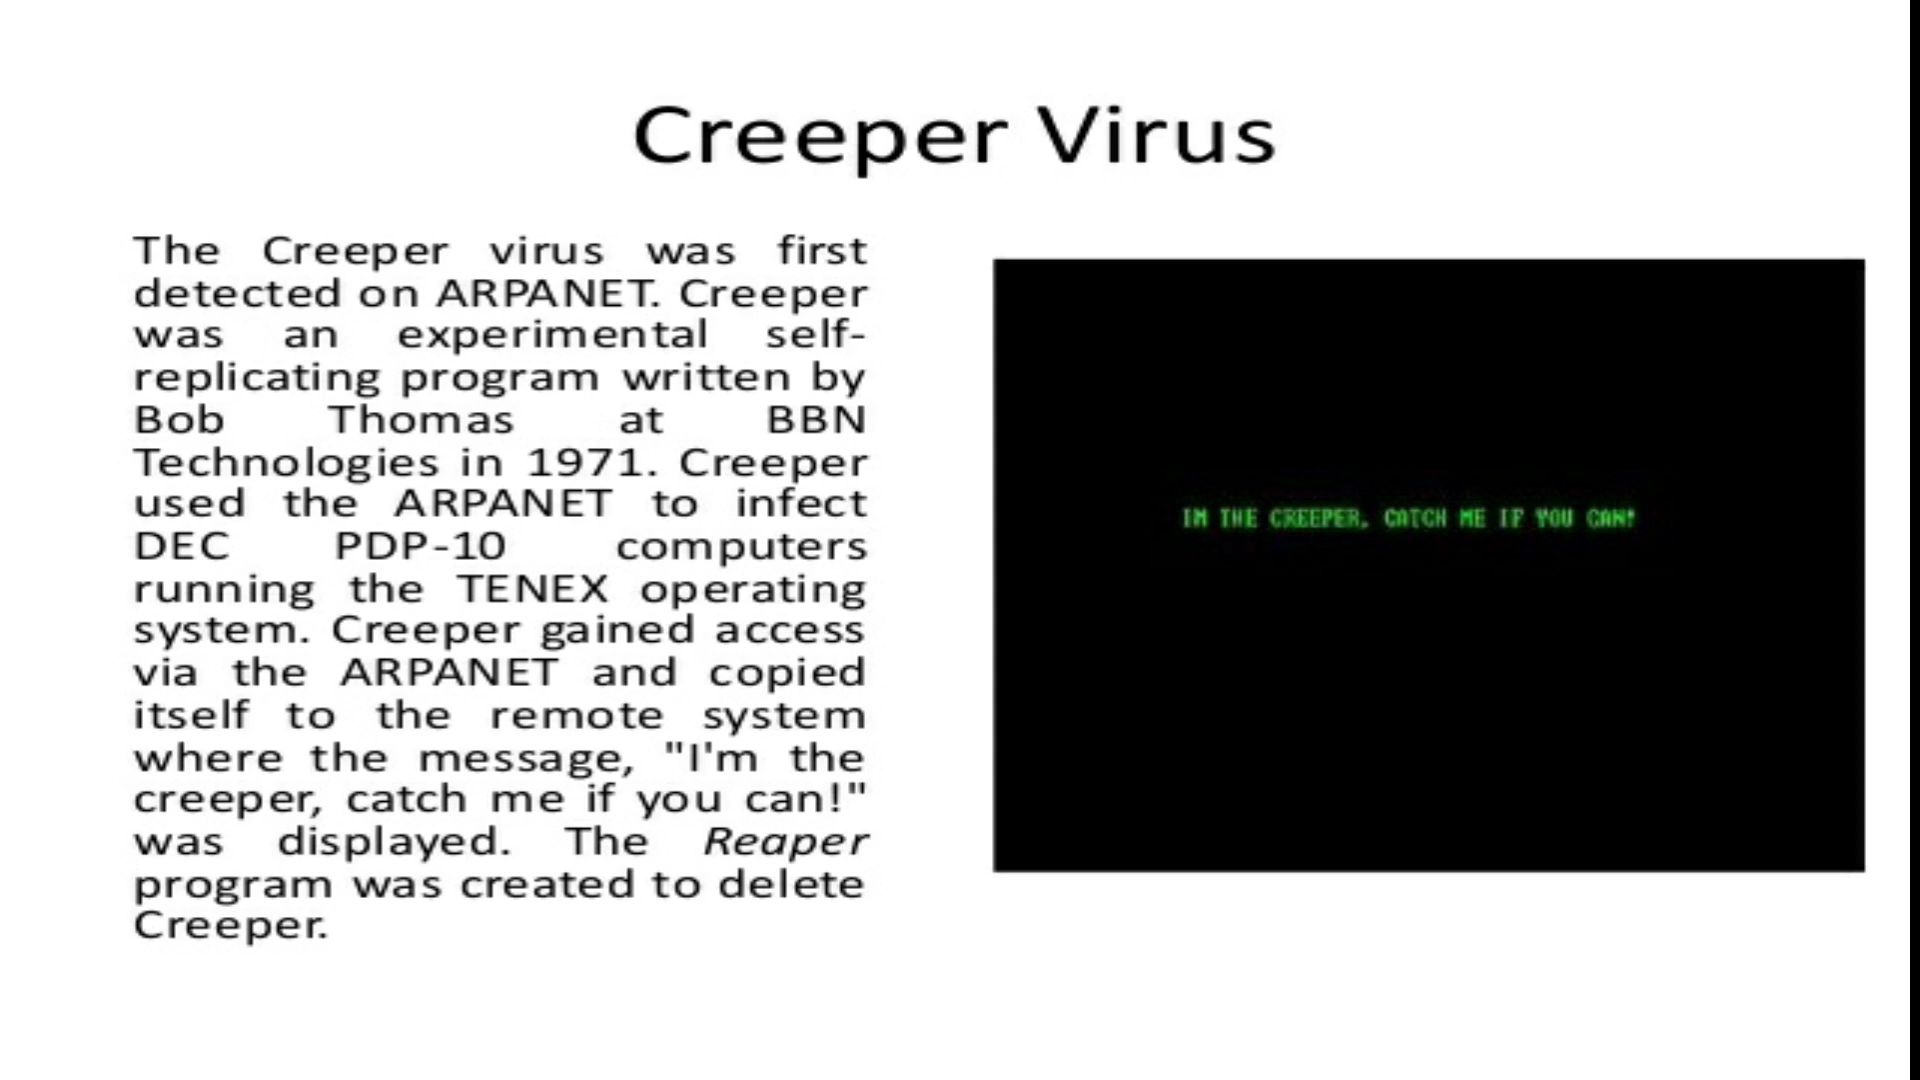 Creeper Virus
The Creeper virus was first
detected on ARPANET. Creeper
was an experimental self-
replicating program written by
Bob Thomas at BBN
Technologies in 1971. Creeper
used the ARPANET to infect
DEC PDP-10 computers
running the TENEX operating
system. Creeper gained access
via the ARPANET and copied
itself to the remote system
where the message, "I'm the
creeper, catch me if you can!"
was displayed. The Reaper
program was created to delete
Creeper.
IM THE CREEPER, CATCH ME IF YOU CAN!